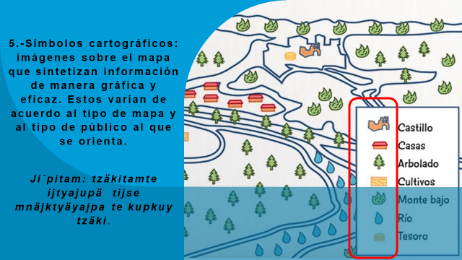 5.-Símbolos cartográficos:
imágenes sobre el mapa
que sintetizan información
de manera gráfica y
eficaz. Estos varían de
acuerdo al tipo de mapa y
al tipo de público al que
se orienta.
Ji´pitam: tzäkitamte
ijtyajupä tijse
mnäjktyäyajpa te kupkuy
tzäki.
Castillo
Casas
Arbolado
Cultivos
Monte bajo
Río
Tesoro